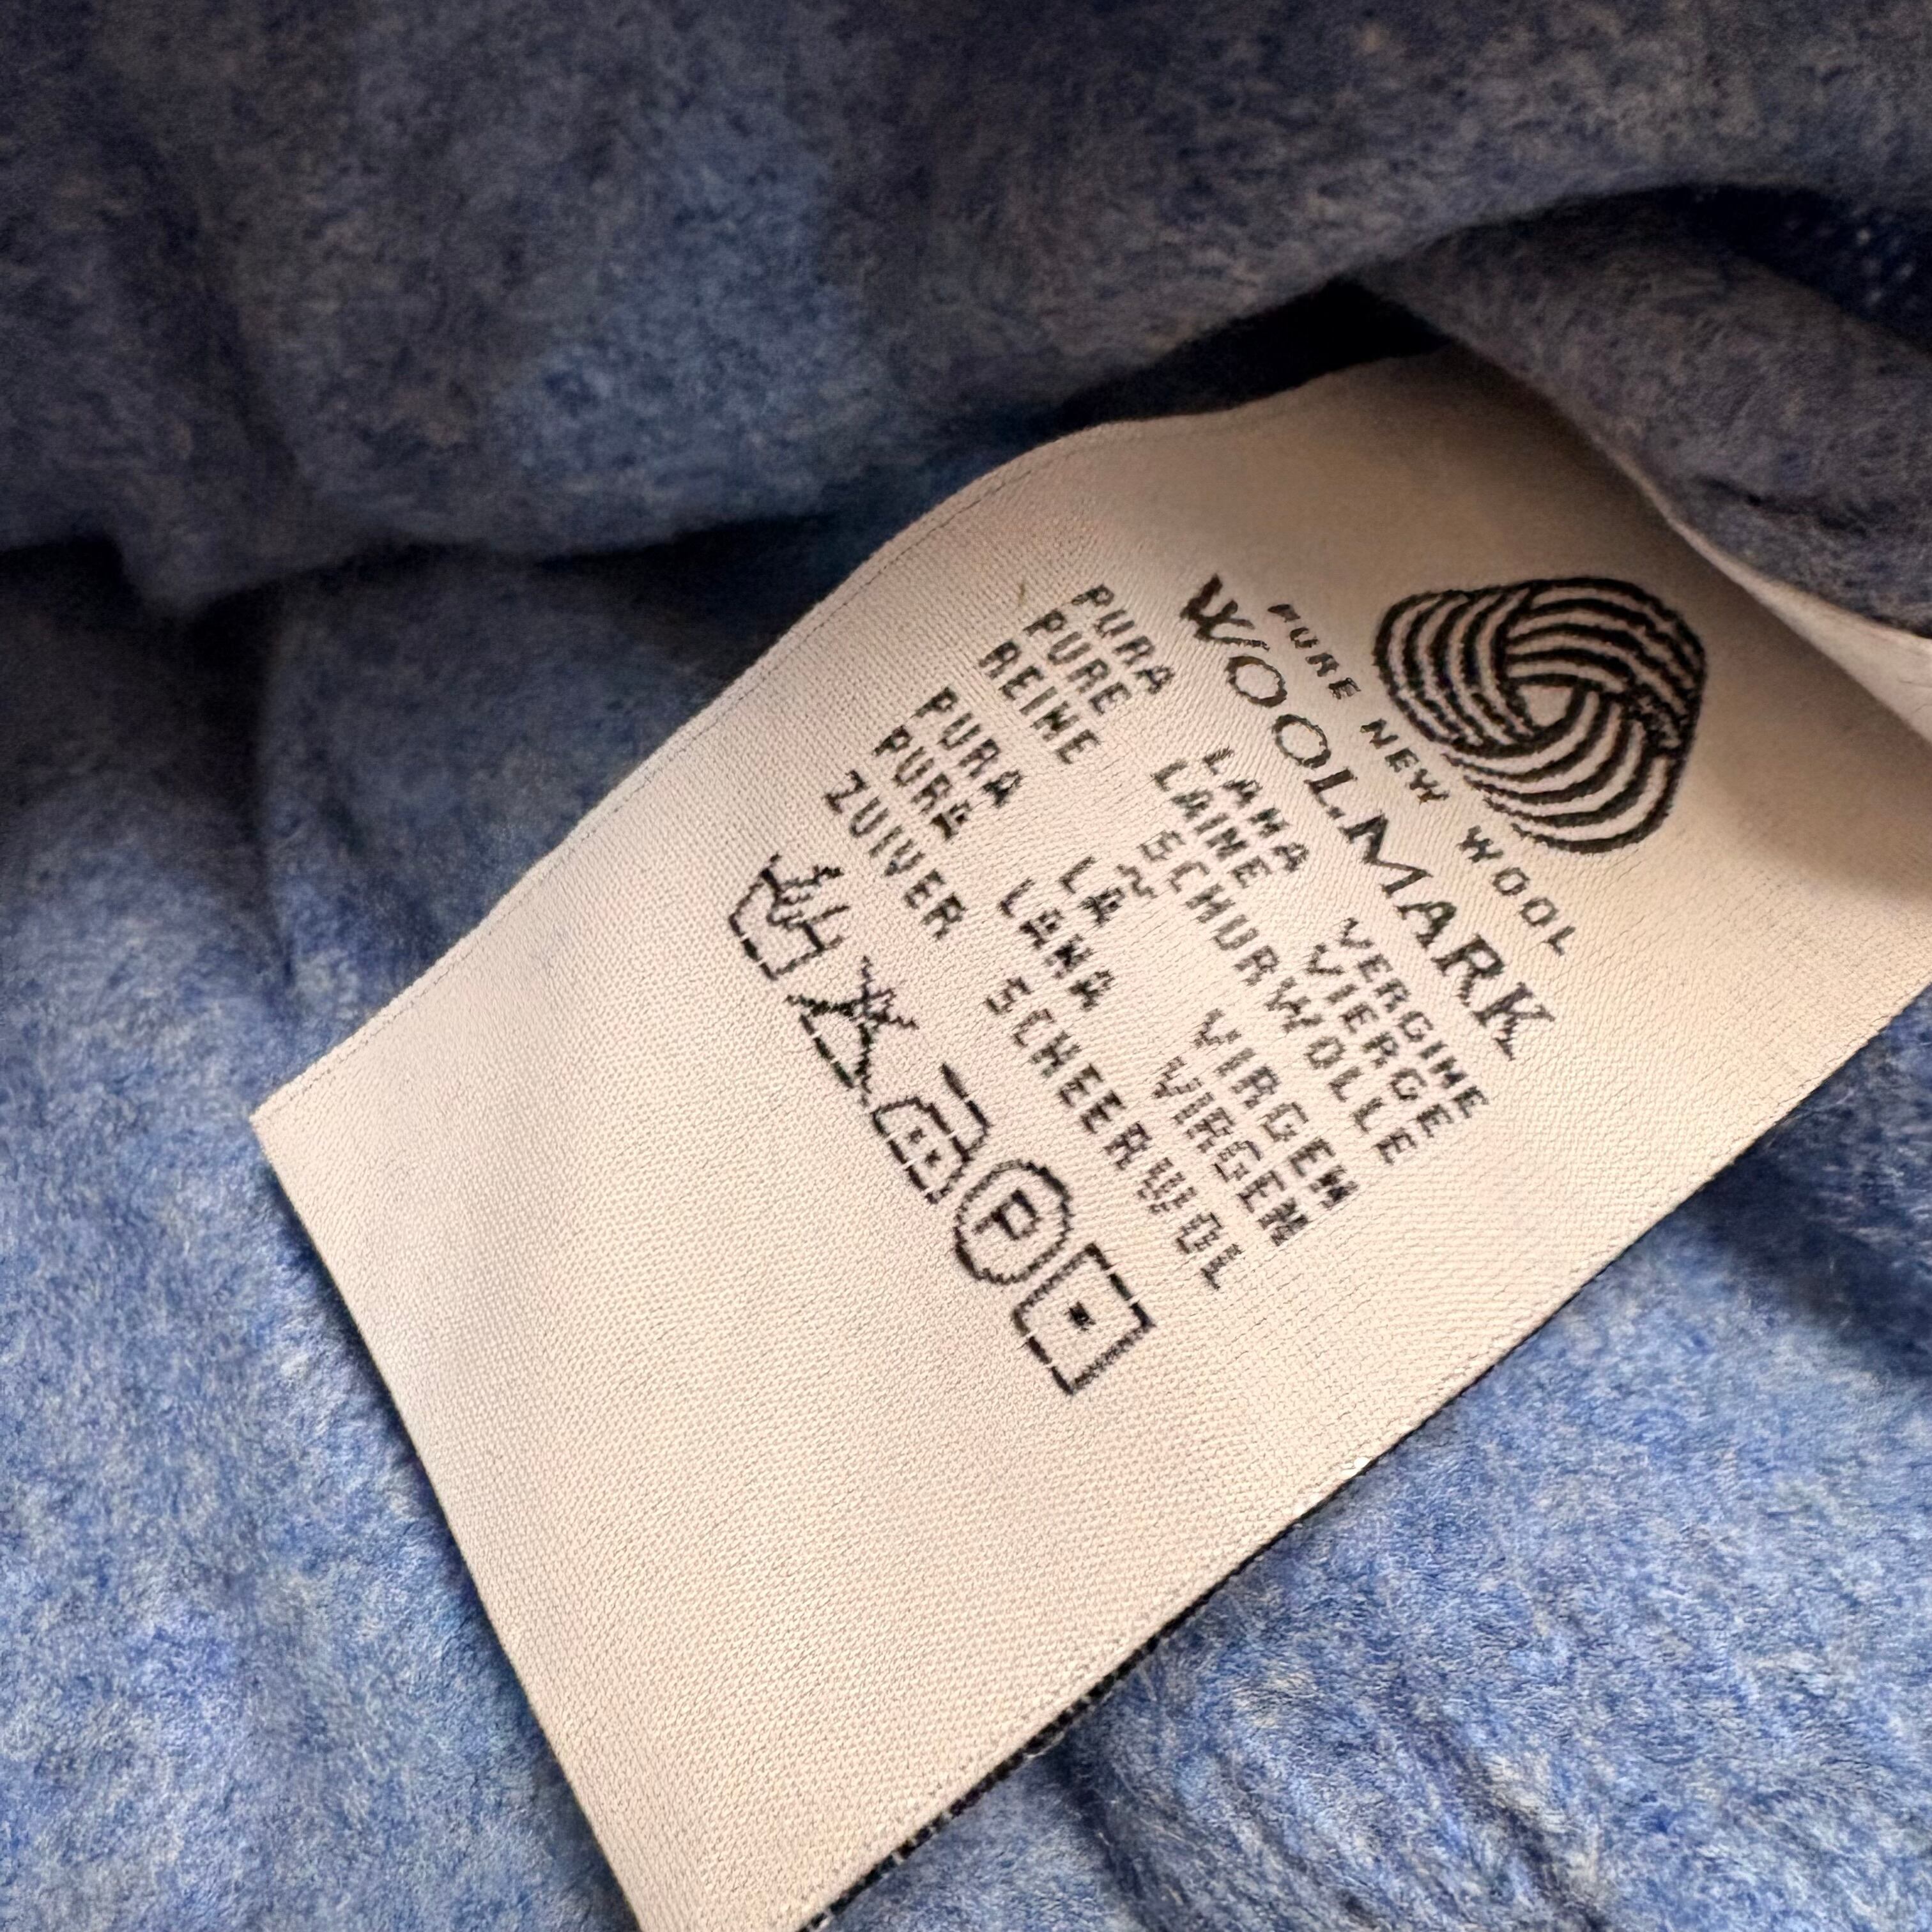 PURE NEW WOOL
WOOLMARK
PURA LANA VERGINE
PURE LAINE VIERGE
REINE SCHURWOLLE
PURA LÃ VIRGEM
PURA LANA VIRGEN
ZUIVER SCHEERWOL
P